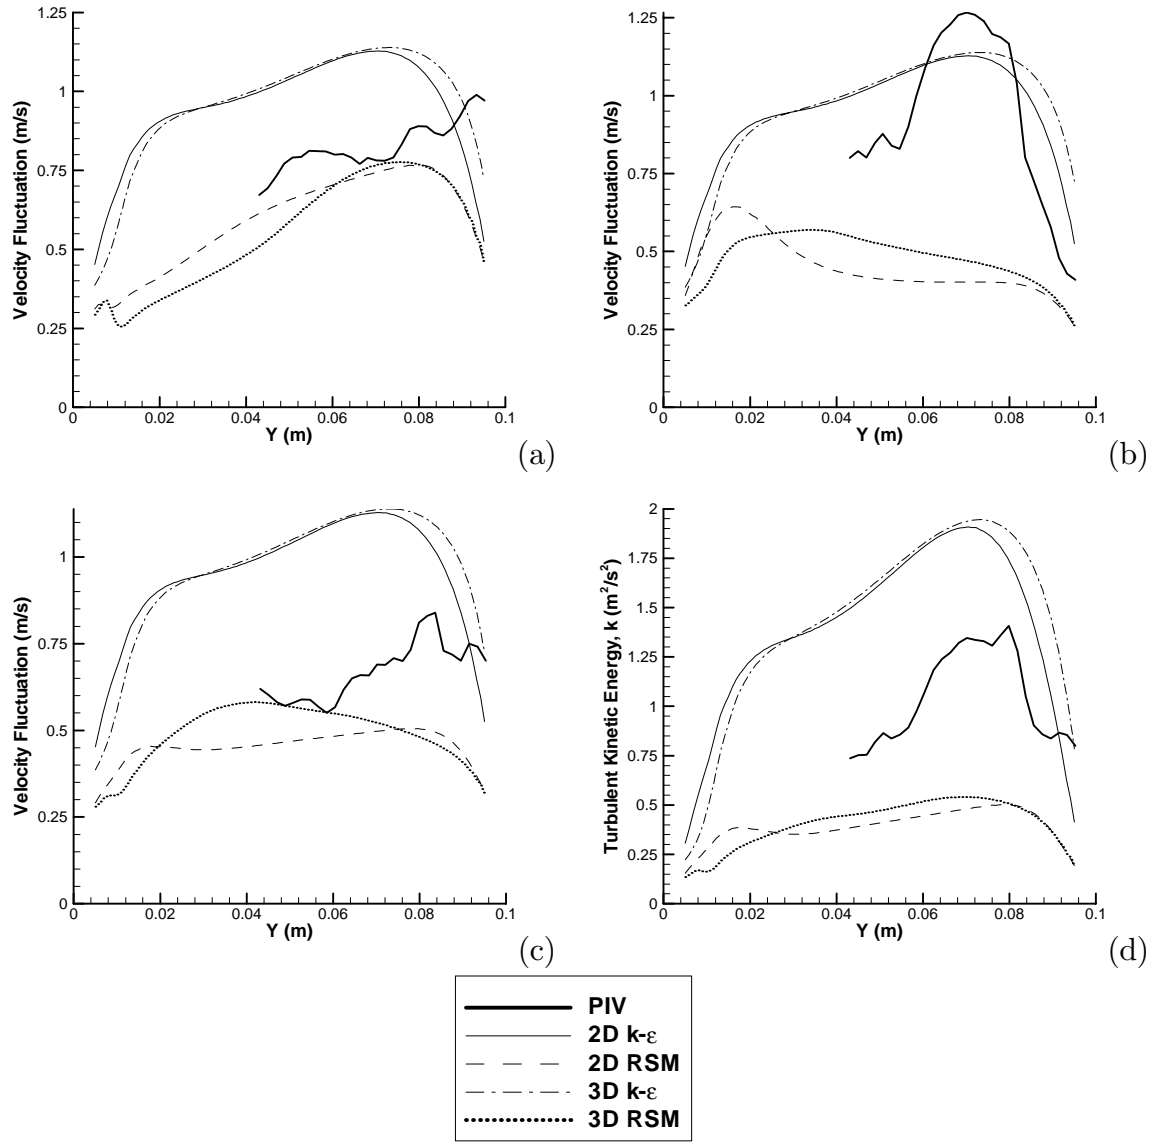 1.25
1
0.75
0.5
0.25
0
0 0.02 0.04 0.06 0.08 0.1
Velocity Fluctuation (m/s)
Y (m)
(a)
1.25
1
0.75
0.5
0.25
0
0 0.02 0.04 0.06 0.08 0.1
Velocity Fluctuation (m/s)
Y (m)
(b)
1
0.75
0.5
0.25
0
0 0.02 0.04 0.06 0.08 0.1
Velocity Fluctuation (m/s)
Y (m)
(c)
2
1.75
1.5
1.25
1
0.75
0.5
0.25
0
0 0.02 0.04 0.06 0.08 0.1
Turbulent Kinetic Energy, k (m²/s²)
Y (m)
(d)
PIV
2D k-ε
2D RSM
3D k-ε
3D RSM